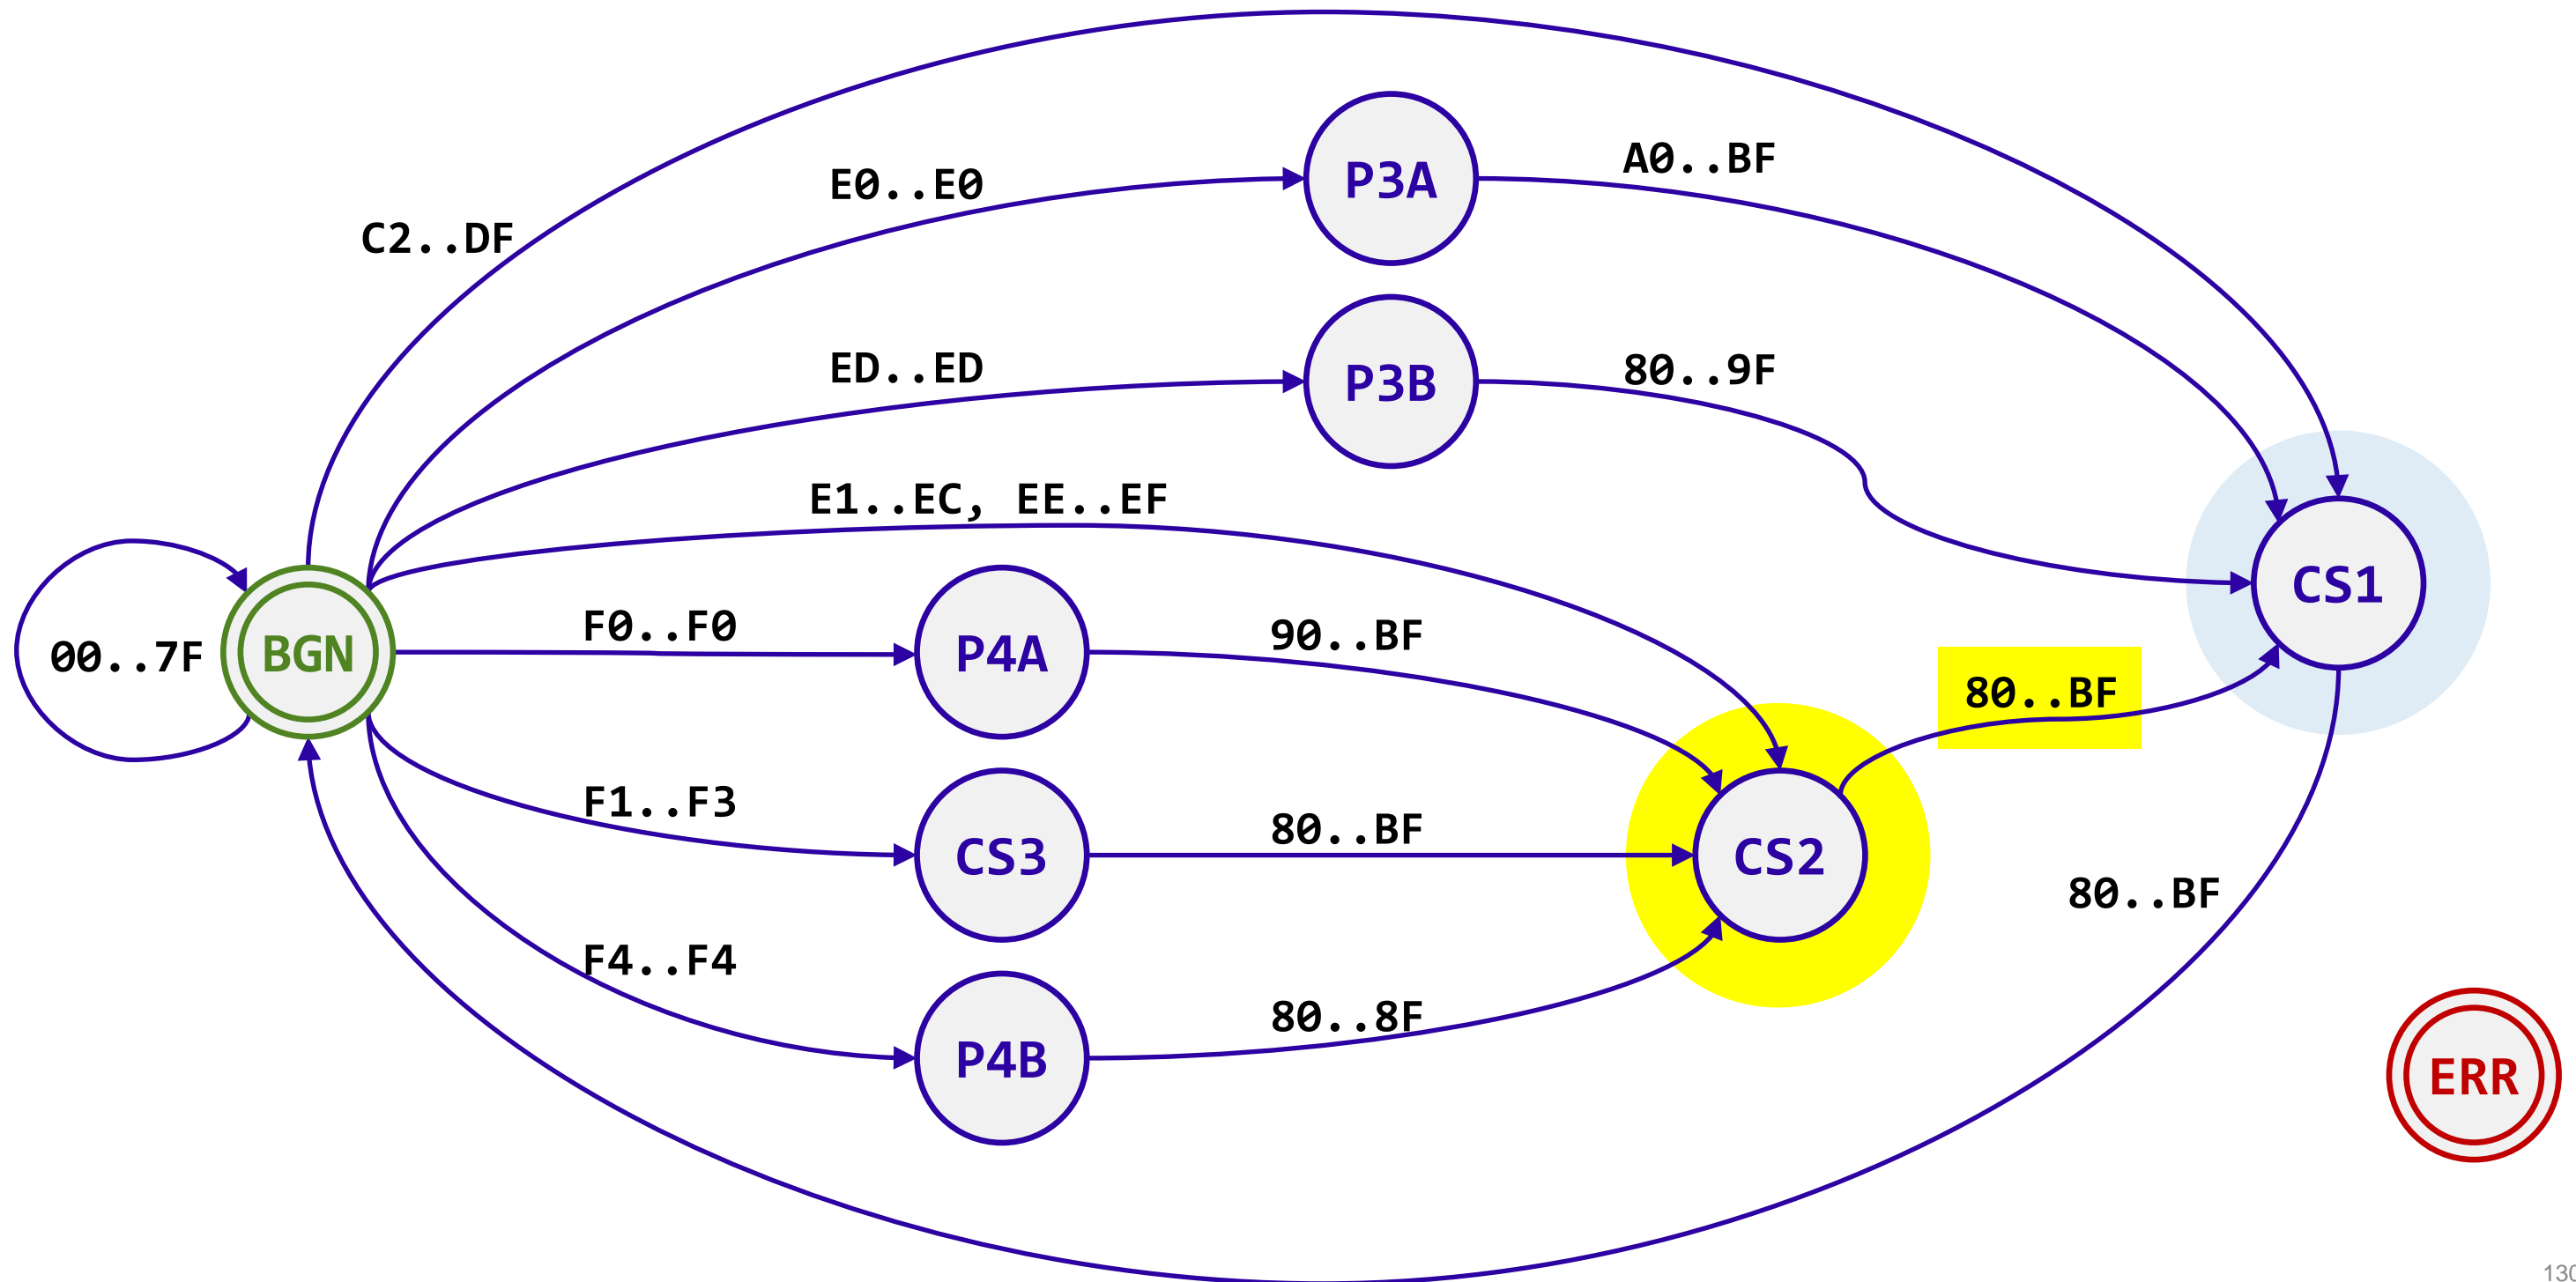 A0..BF
P3A
E0..E0
C2..DF
ED..ED
P3B
80..9F
E1..EC, EE..EF
CS1
F0..F0
90..BF
00..7F
BGN
P4A
80..BF
F1..F3
80..BF
CS3
CS2
80..BF
F4..F4
80..8F
P4B
ERR
130